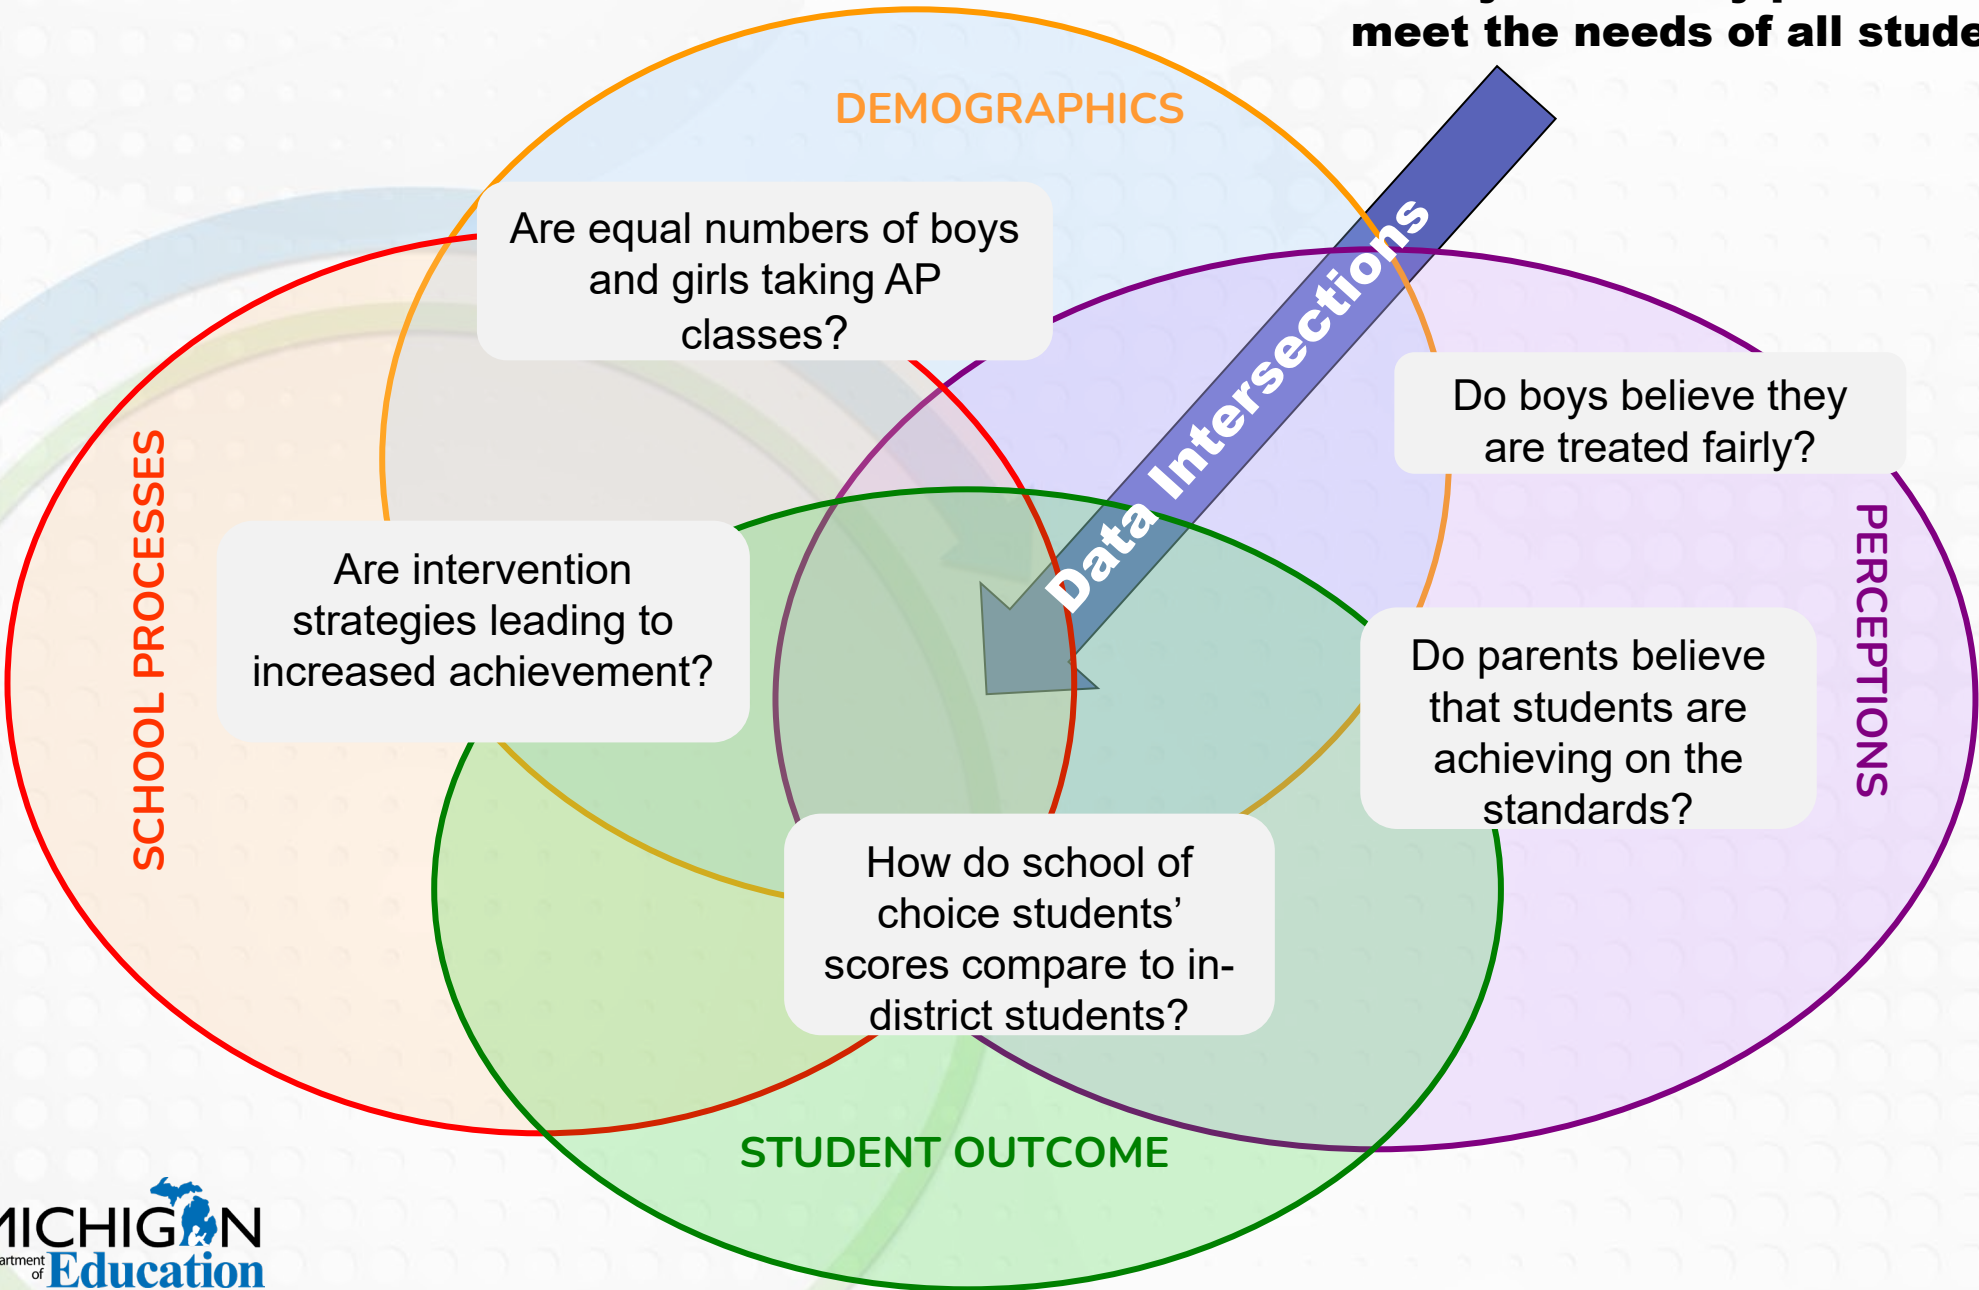 meet the needs of all
DEMOGRAPHICS
Are equal numbers of boys
and girls taking AP
classes?
Data Intersections
Do boys believe they
are treated fairly?
SCHOOL PROCESSES
PERCEPTIONS
Are intervention
strategies leading to
increased achievement?
Do parents believe
that students are
achieving on the
standards?
How do school of
choice students’
scores compare to in-
district students?
STUDENT OUTCOME
MICHIGAN
of
Education